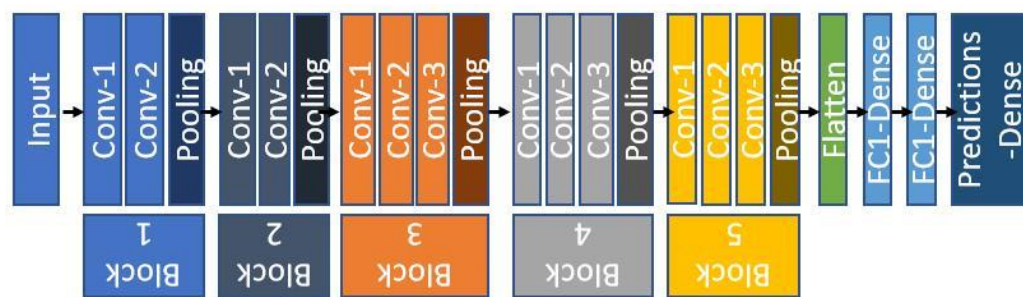 Input
Conv-1
Conv-2
Pooling
Conv-1
Conv-2
Pooling
Conv-1
Conv-2
Conv-3
Pooling
Conv-1
Conv-2
Conv-3
Pooling
Conv-1
Conv-2
Conv-3
Pooling
Flatten
FC1-Dense
FC1-Dense
Predictions
-Dense
Block
1
Block
2
Block
3
Block
4
Block
5